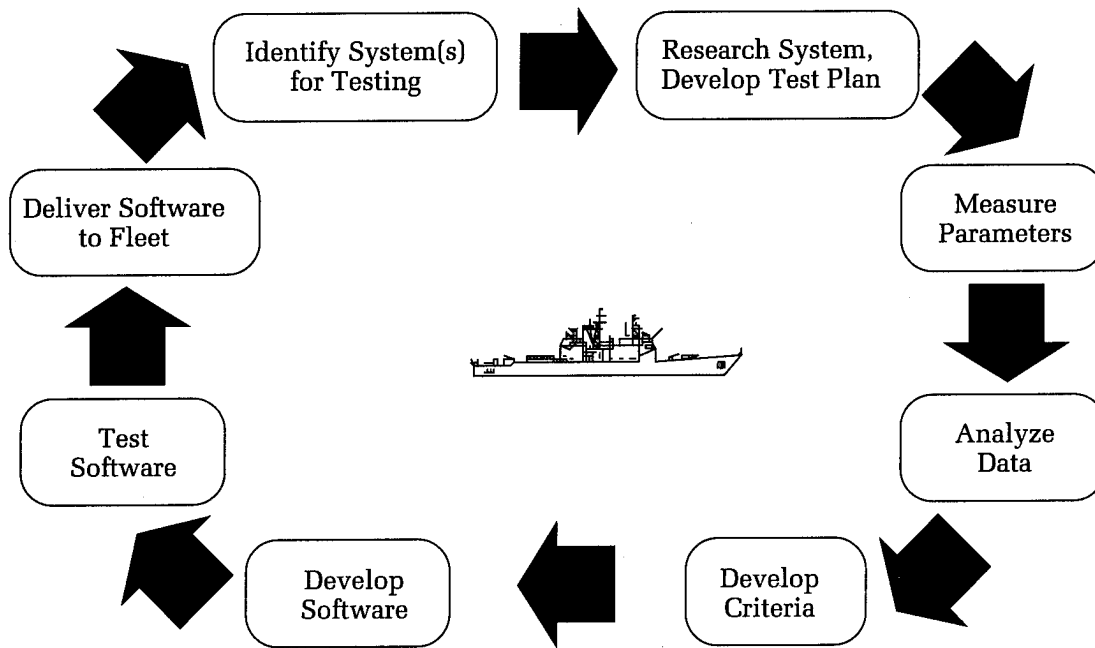 Identify System(s)
for Testing
Research System,
Develop Test Plan
Measure
Parameters
Analyze
Data
Develop
Criteria
Develop
Software
Test
Software
Deliver Software
to Fleet